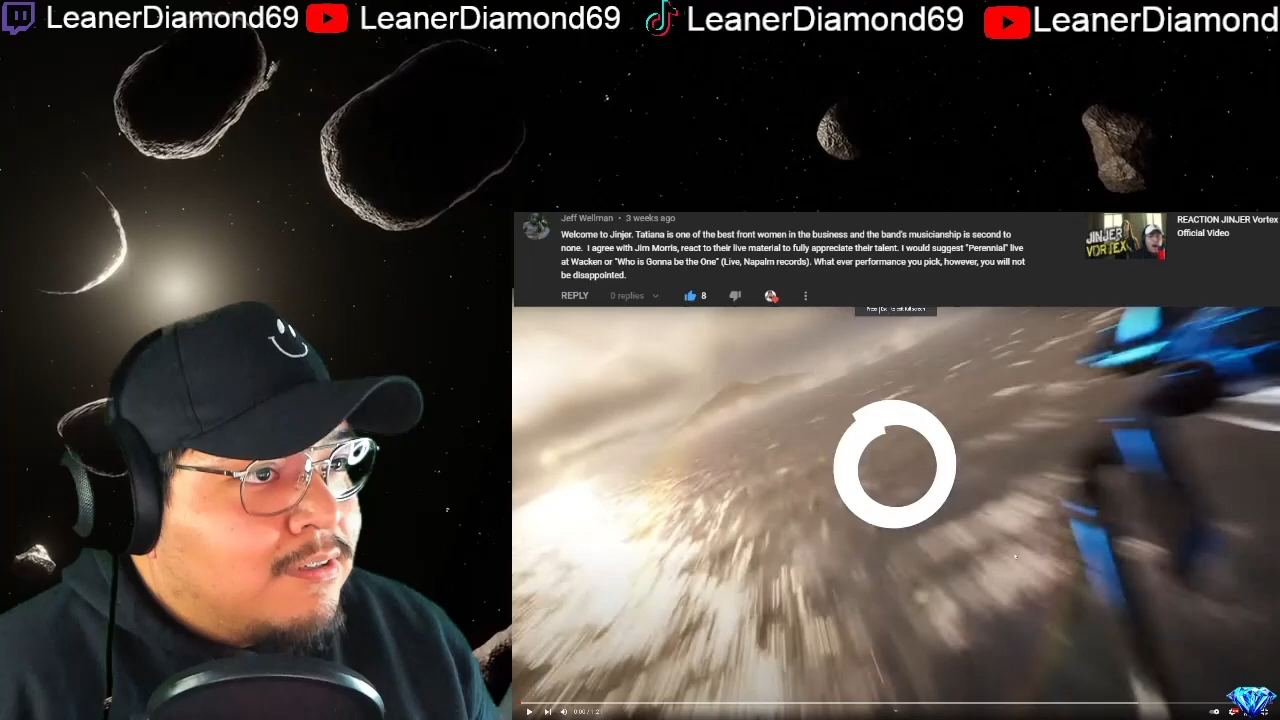 LeanerDiamond69 LeanerDiamond69 LeanerDiamond69 LeanerDiamond
Jeff Wellman • 3 weeks ago
Welcome to Jinjer. Tatiana is one of the best front women in the business and the band's musicianship is second to
none. I agree with Jim Morris, react to their live material to fully appreciate their talent. I would suggest "Perennial" live
at Wacken or "Who is Gonna be the One" (Live, Napalm records). What ever performance you pick, however, you will not
be disappointed.
REPLY 0 replies 8
JINJER
VORTEX
REACTION JINJER Vortex
Official Video